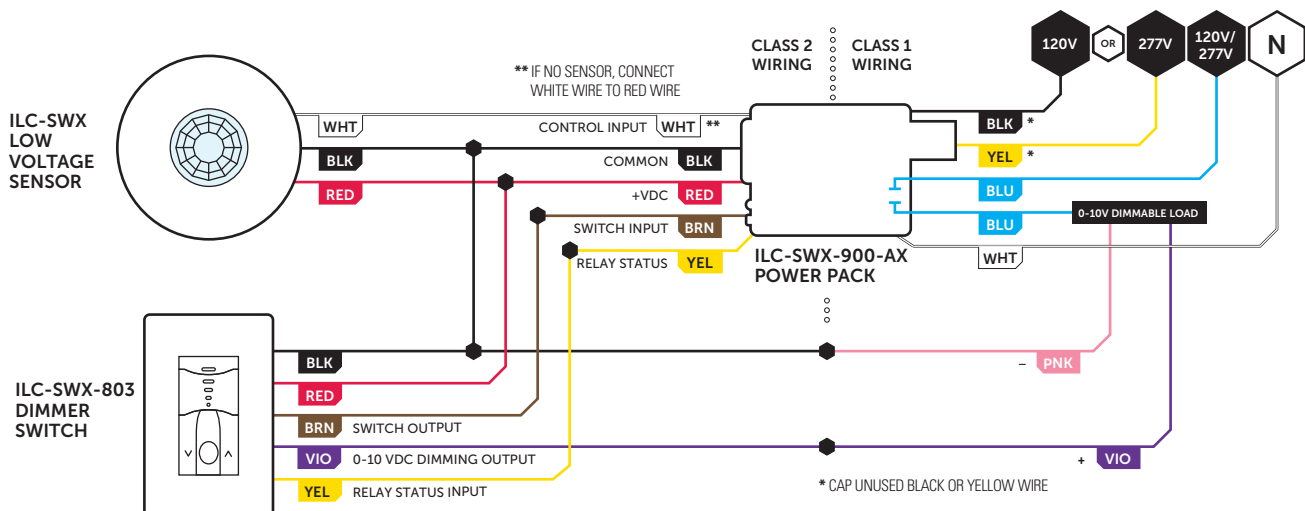 CLASS 2
WIRING
CLASS 1
WIRING
120V
OR
277V
120V/
277V
N
** IF NO SENSOR, CONNECT
WHITE WIRE TO RED WIRE
ILC-SWX
LOW
VOLTAGE
SENSOR
WHT
CONTROL INPUT
WHT
**
BLK
COMMON
BLK
RED
+VDC
RED
SWITCH INPUT
BRN
RELAY STATUS
YEL
BLK
*
YEL
*
BLU
BLU
0-10V DIMMABLE LOAD
WHT
ILC-SWX-900-AX
POWER PACK
ILC-SWX-803
DIMMER
SWITCH
BLK
RED
BRN
SWITCH OUTPUT
VIO
0-10 VDC DIMMING OUTPUT
YEL
RELAY STATUS INPUT
– PNK
+ VIO
* CAP UNUSED BLACK OR YELLOW WIRE